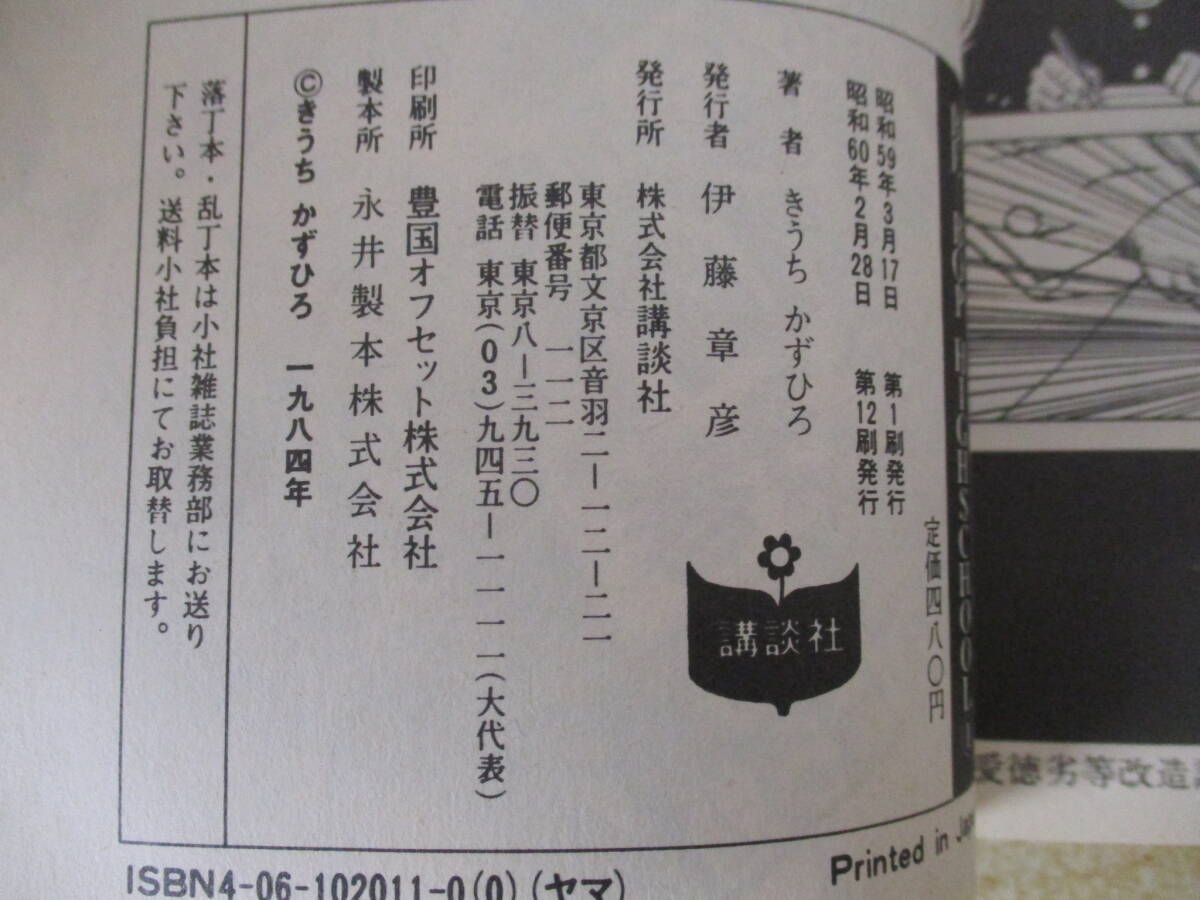 定価四八〇円
昭和59年3月17日 第1刷発行
昭和60年2月28日 第12刷発行
著者 きうち かずひろ
発行者 伊藤章彦
発行所 株式会社講談社
東京都文京区音羽二―一二―二一
郵便番号 一一二
振替 東京八―三九三〇
電話 東京(03)九四五―一一一一(大代表)
印刷所 豊国オフセット株式会社
製本所 永井製本株式会社
©きうち かずひろ 一九八四年
落丁本・乱丁本は小社雑誌業務部にお送り
下さい。送料小社負担にてお取替します。
講談社
ISBN4-06-102011-0(0)(ヤマ)
Printed in
HIGHSCHOOL
徳劣等改造